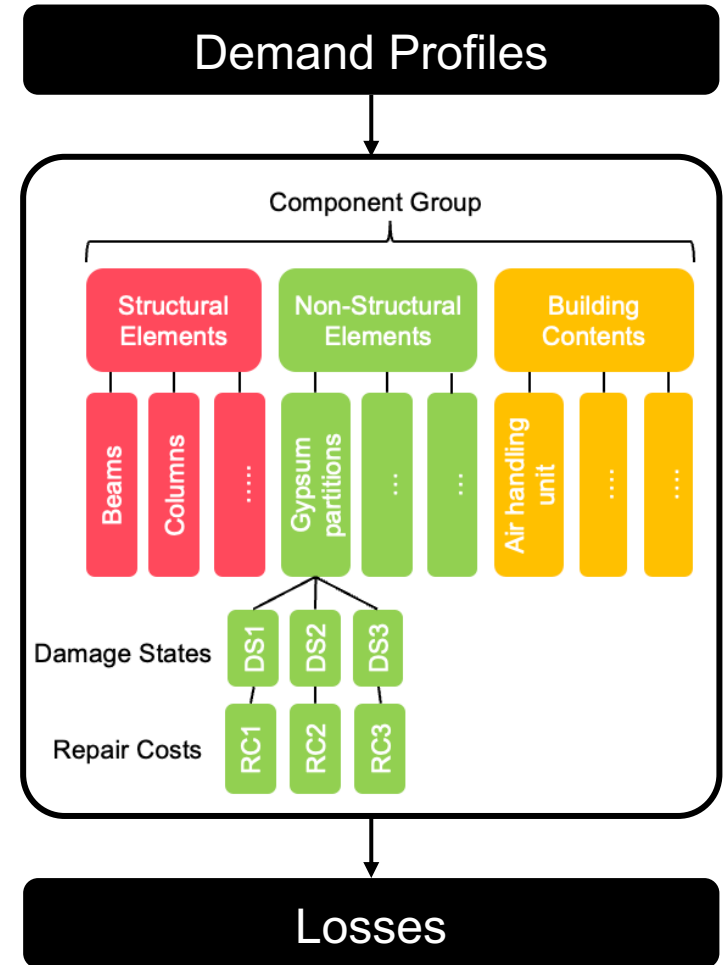 Demand Profiles
Component Group
Structural
Elements
Non-Structural
Elements
Building
Contents
Beams
Columns
.....
Gypsum
partitions
...
...
Air handling
unit
....
....
Damage States
DS1
DS2
DS3
Repair Costs
RC1
RC2
RC3
Losses